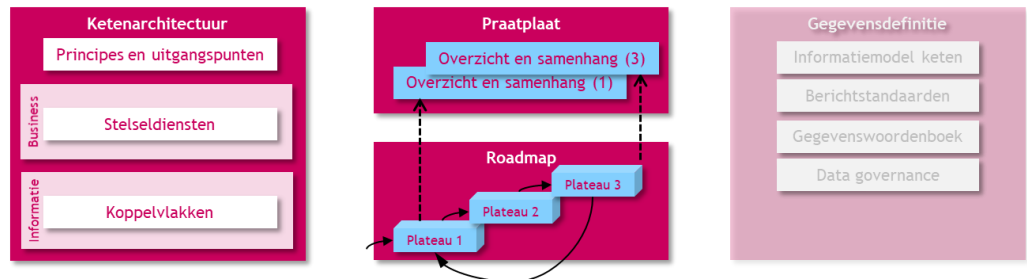 Ketenarchitectuur
Principes en uitgangspunten
Business
Stelseldiensten
Informatie
Koppelvlakken
Praatplaat
Overzicht en samenhang (3)
Overzicht en samenhang (1)
Roadmap
Plateau 3
Plateau 2
Plateau 1
Gegevensdefinitie
Informatiemodel keten
Berichtstandaarden
Gegevenswoordenboek
Data governance